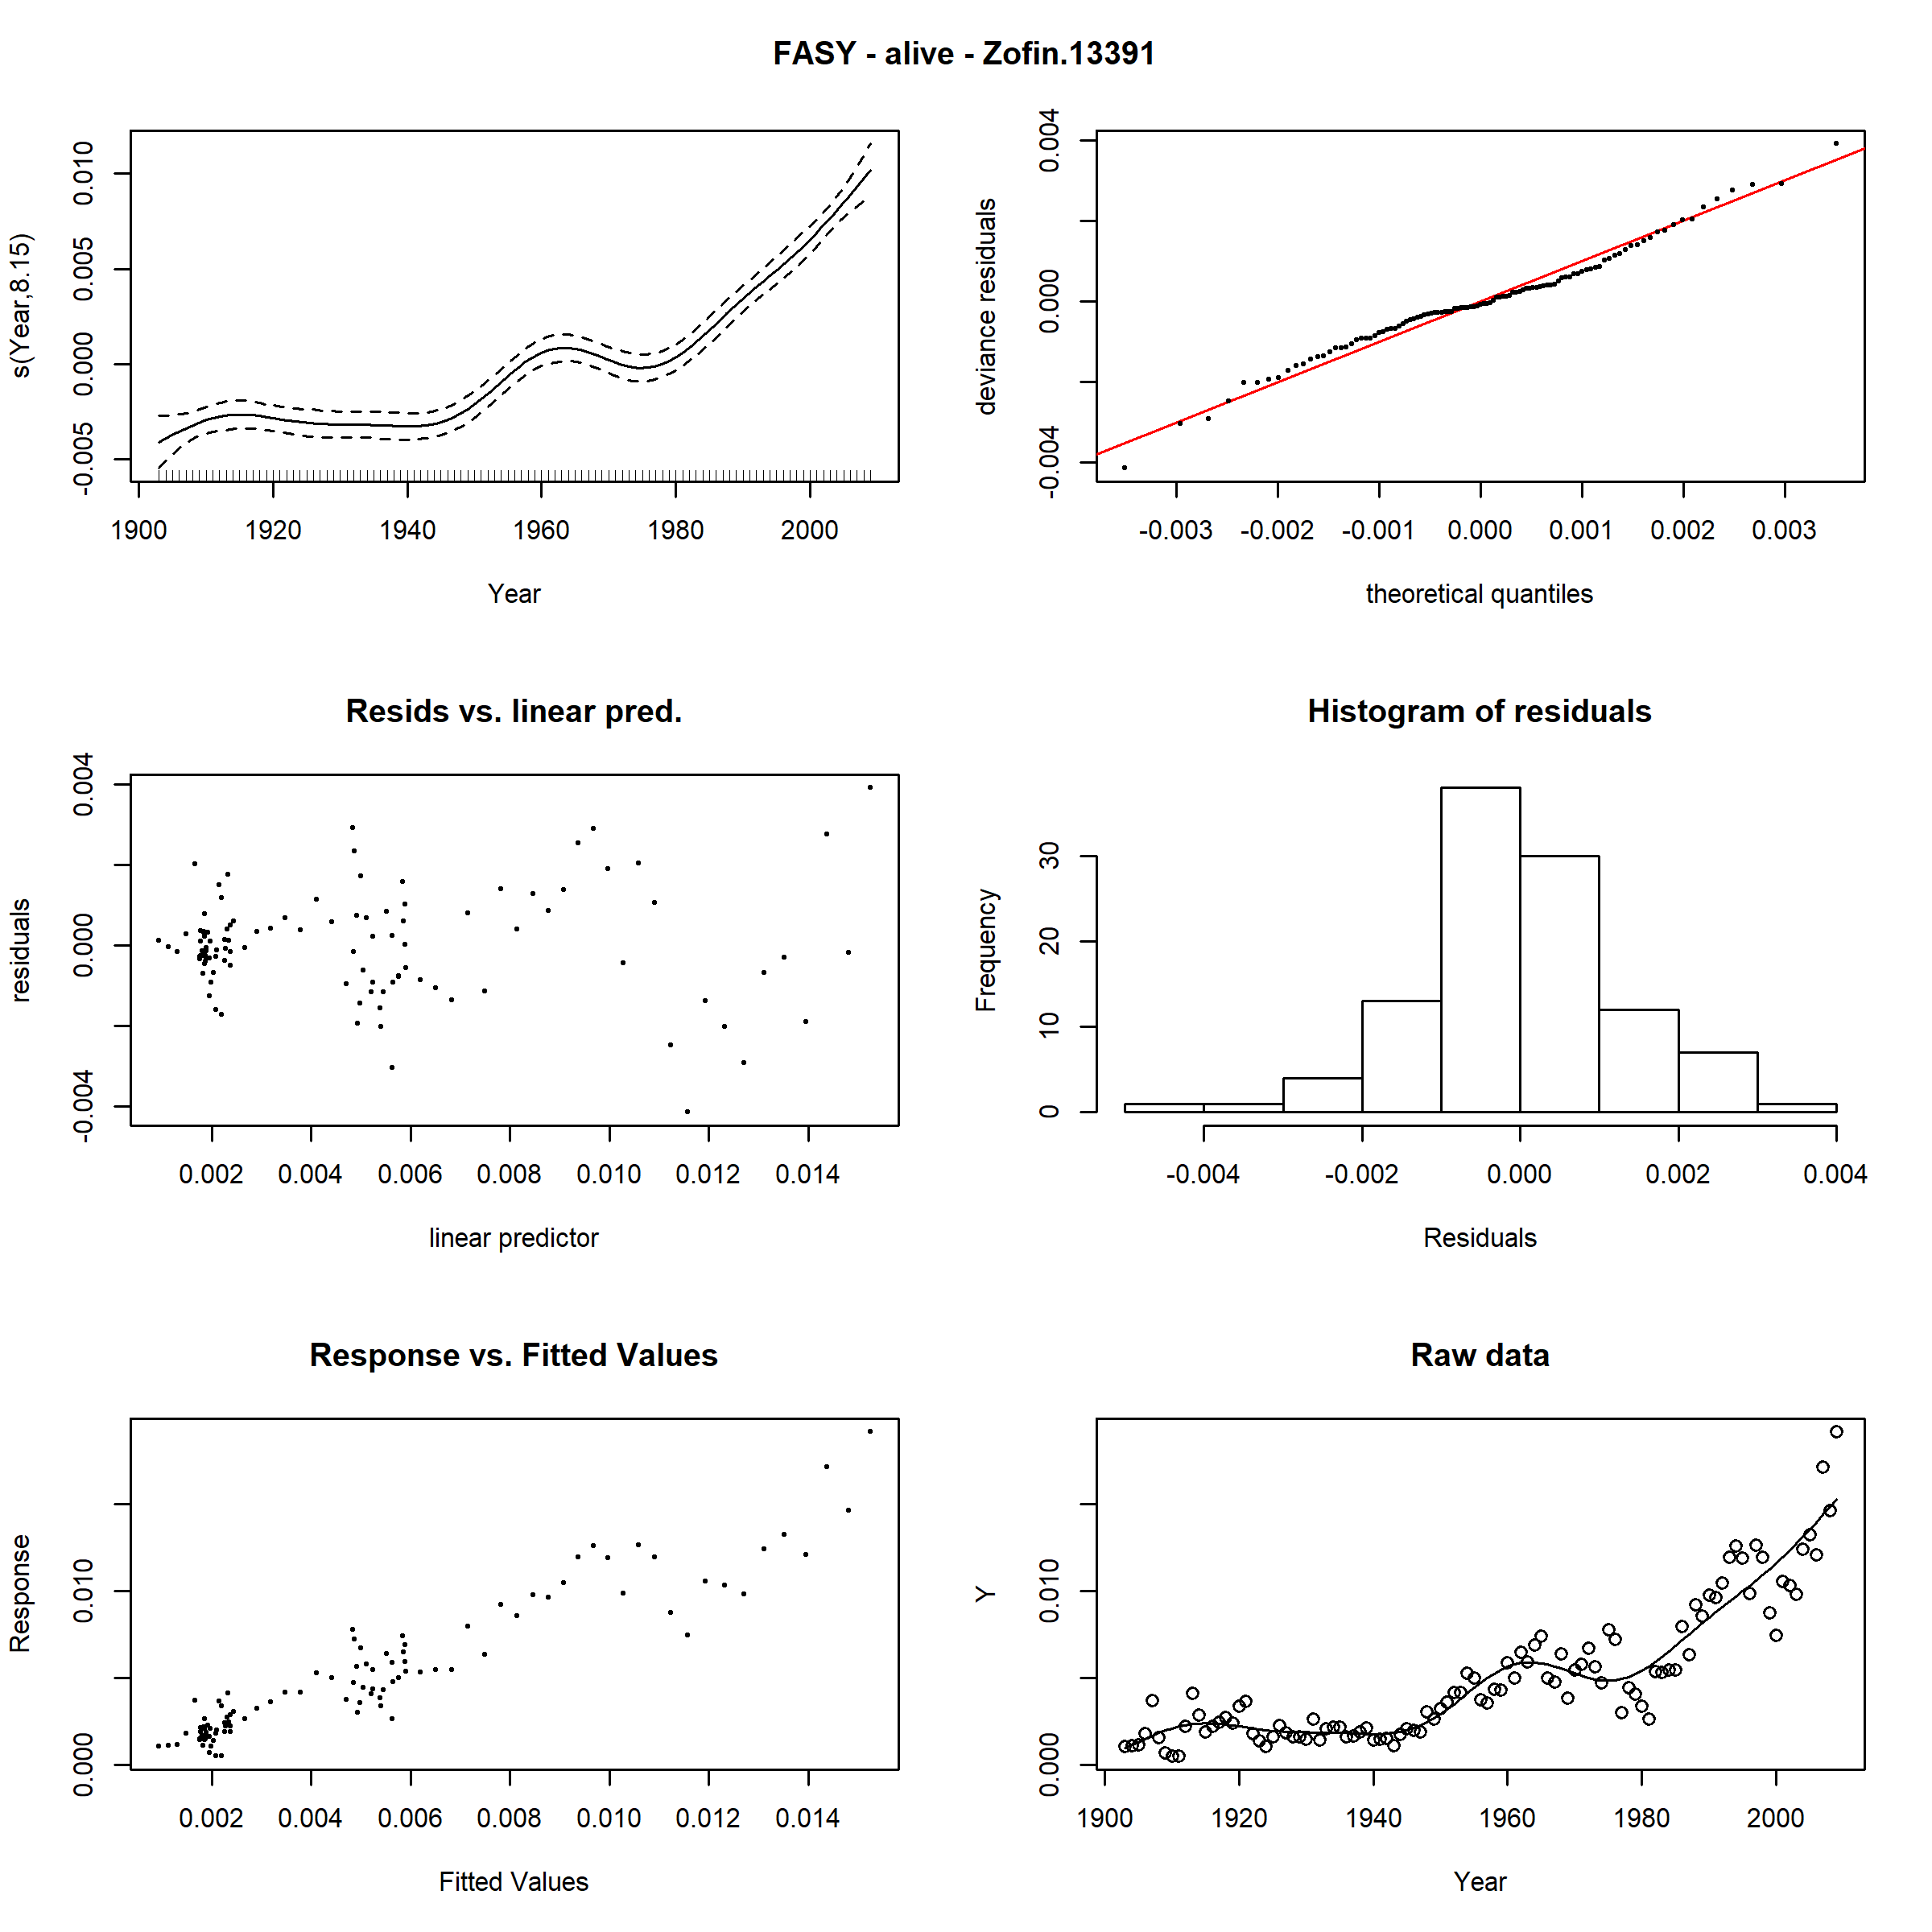 FASY - alive - Zofin.13391
s(Year,8.15)
-0.005 0.000 0.005 0.010
1900 1920 1940 1960 1980 2000
Year
deviance residuals
-0.004 0.000 0.004
-0.003 -0.002 -0.001 0.000 0.001 0.002 0.003
theoretical quantiles
Resids vs. linear pred.
residuals
-0.004 0.000 0.004
0.002 0.004 0.006 0.008 0.010 0.012 0.014
linear predictor
Histogram of residuals
Frequency
0 10 20 30
-0.004 -0.002 0.000 0.002 0.004
Residuals
Response vs. Fitted Values
Response
0.000 0.010
0.002 0.004 0.006 0.008 0.010 0.012 0.014
Fitted Values
Raw data
Y
0.000 0.010
1900 1920 1940 1960 1980 2000
Year